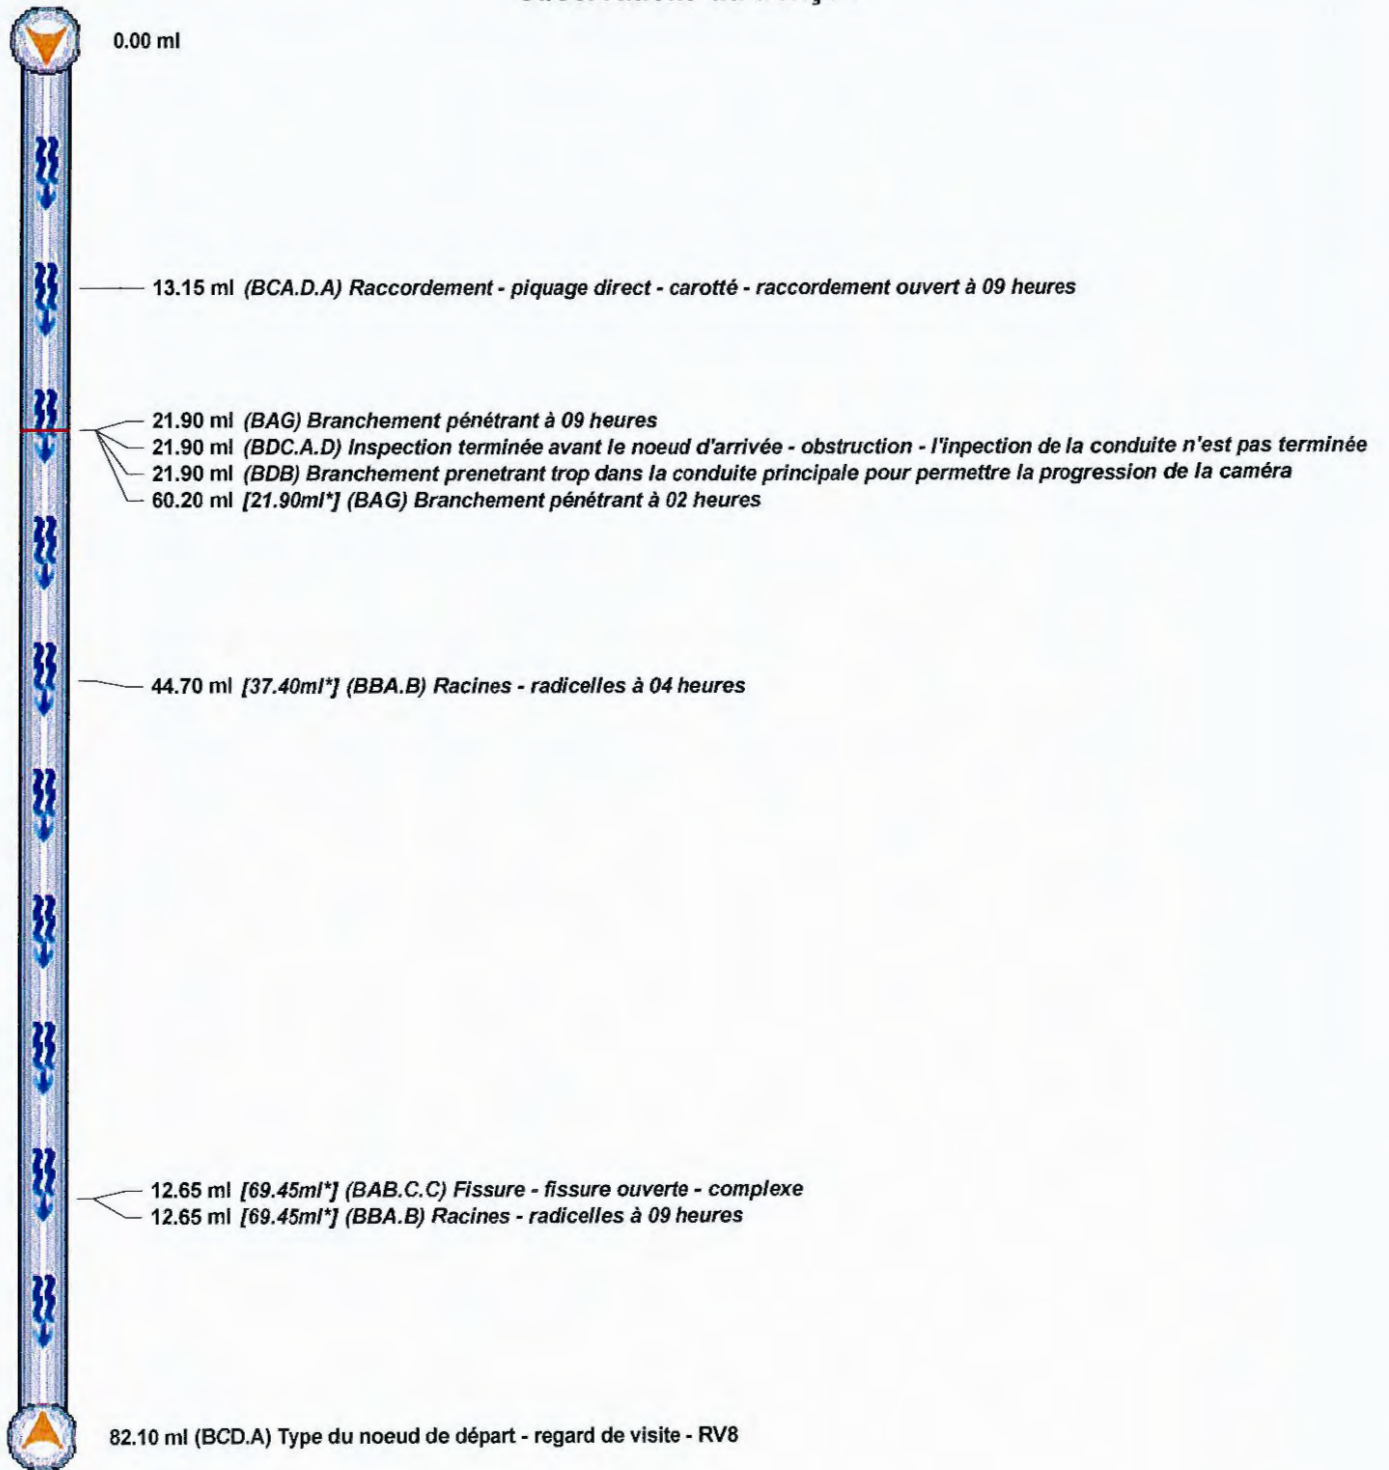 0.00 ml
13.15 ml (BCA.D.A) Raccordement - piquage direct - carotté - raccordement ouvert à 09 heures
21.90 ml (BAG) Branchement pénétrant à 09 heures
21.90 ml (BDC.A.D) Inspection terminée avant le noeud d'arrivée - obstruction - l'inpection de la conduite n'est pas terminée
21.90 ml (BDB) Branchement prenetrant trop dans la conduite principale pour permettre la progression de la caméra
60.20 ml [21.90ml*] (BAG) Branchement pénétrant à 02 heures
44.70 ml [37.40ml*] (BBA.B) Racines - radicelles à 04 heures
12.65 ml [69.45ml*] (BAB.C.C) Fissure - fissure ouverte - complexe
12.65 ml [69.45ml*] (BBA.B) Racines - radicelles à 09 heures
82.10 ml (BCD.A) Type du noeud de départ - regard de visite - RV8